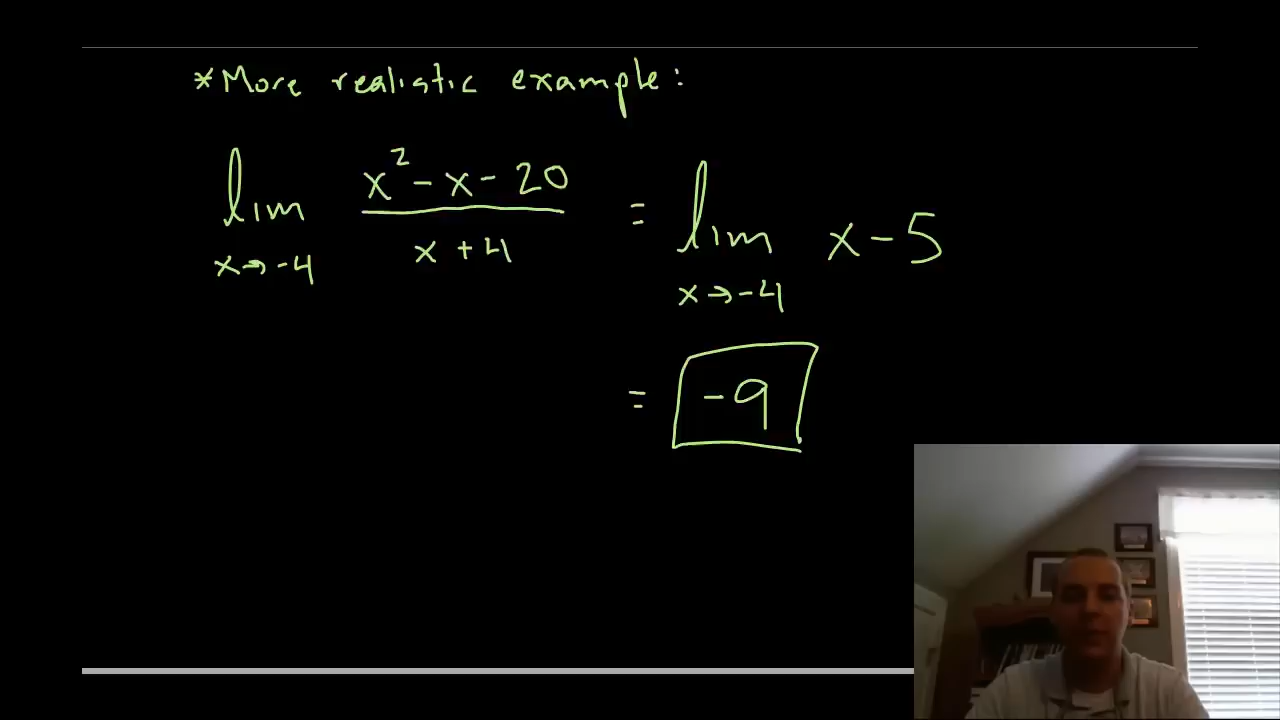 *More realistic example:
lim x→-4 (x² - x - 20)/(x + 4) = lim x→-4 x - 5
= -9